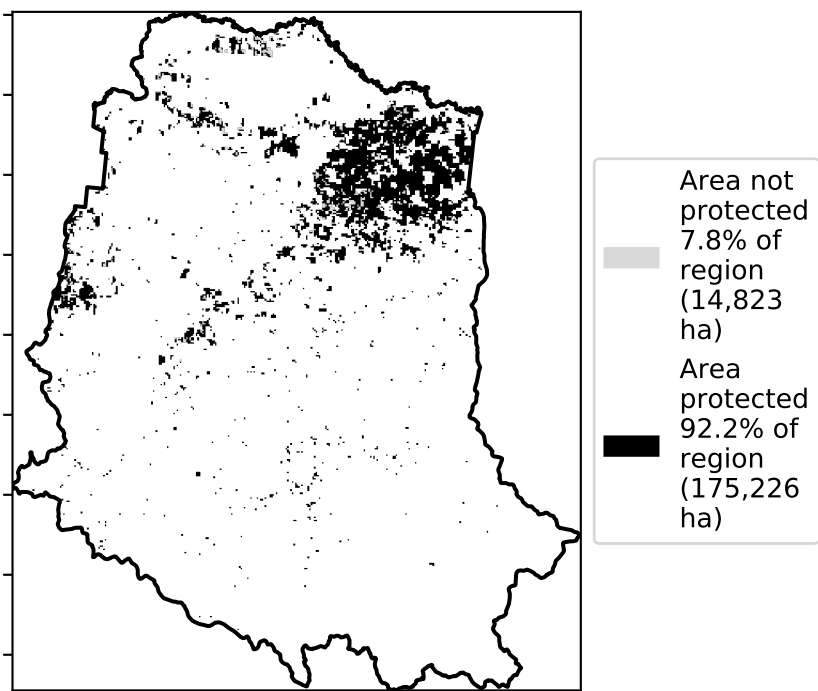 Area not
protected
7.8% of
region
(14,823
ha)
Area
protected
92.2% of
region
(175,226
ha)